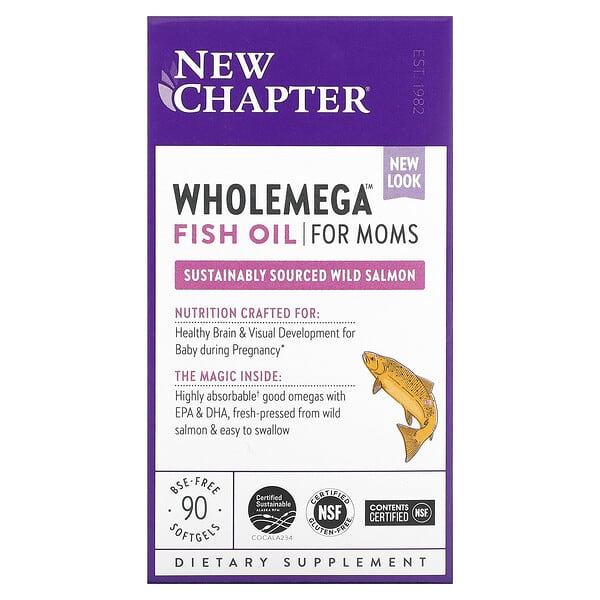 NEW
CHAPTER®
EST. 1982
NEW
LOOK
WHOLEMEGA™
FISH OIL | FOR MOMS
SUSTAINABLY SOURCED WILD SALMON
NUTRITION CRAFTED FOR:
Healthy Brain & Visual Development for
Baby during Pregnancy*
THE MAGIC INSIDE:
Highly absorbable† good omegas with
EPA & DHA, fresh-pressed from wild
salmon & easy to swallow
BSE-FREE
90
SOFTGELS
Certified
Sustainable
ALASKA RFM
COCALA234
CERTIFIED
NSF
GLUTEN-FREE
CONTENTS
CERTIFIED NSF
DIETARY SUPPLEMENT